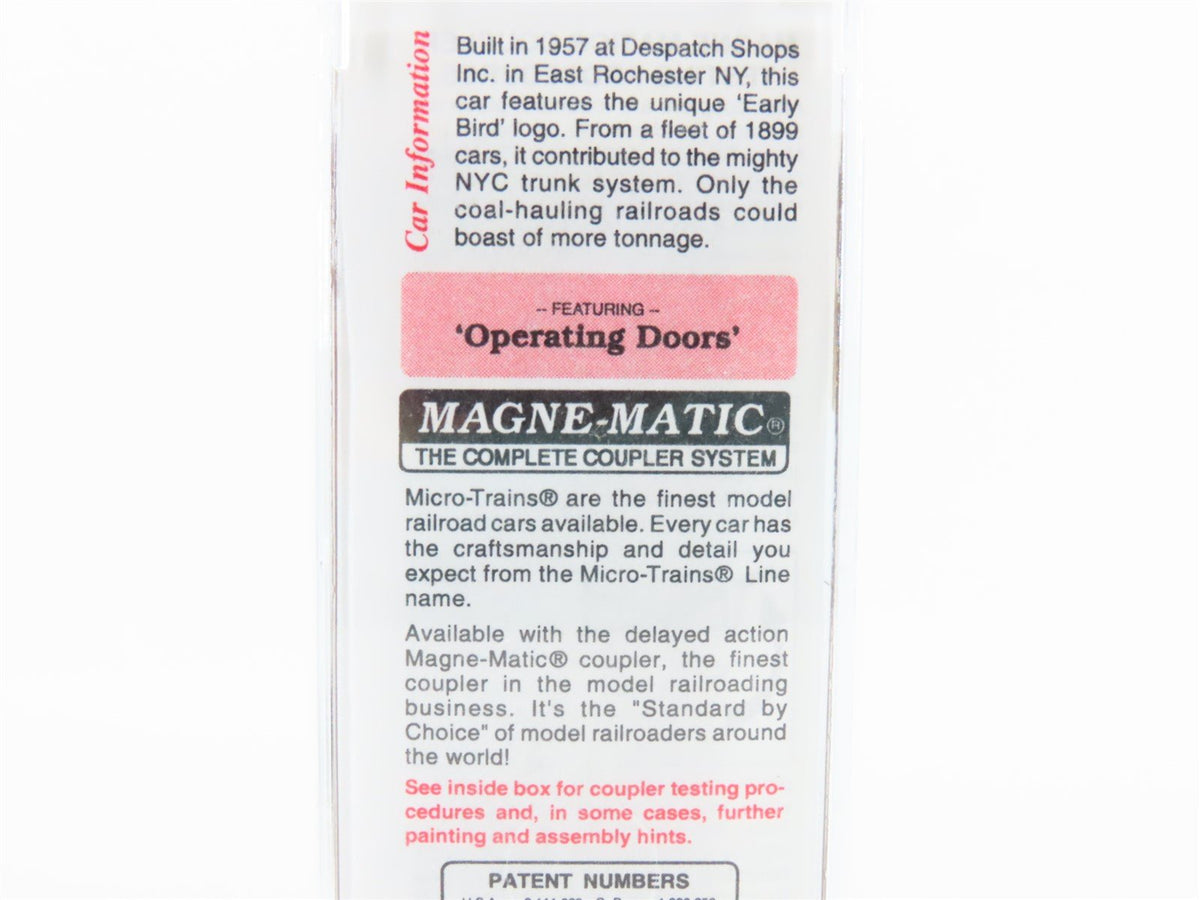 Car Information
Built in 1957 at Despatch Shops
Inc. in East Rochester NY, this
car features the unique ‘Early
Bird’ logo. From a fleet of 1899
cars, it contributed to the mighty
NYC trunk system. Only the
coal-hauling railroads could
boast of more tonnage.
-- FEATURING --
‘Operating Doors’
MAGNE-MATIC®
THE COMPLETE COUPLER SYSTEM
Micro-Trains® are the finest model
railroad cars available. Every car has
the craftsmanship and detail you
expect from the Micro-Trains® Line
name.
Available with the delayed action
Magne-Matic® coupler, the finest
coupler in the model railroading
business. It's the "Standard by
Choice" of model railroaders around
the world!
See inside box for coupler testing pro-
cedures and, in some cases, further
painting and assembly hints.
PATENT NUMBERS